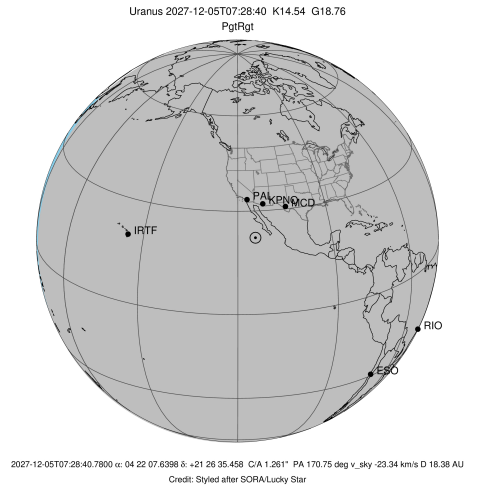 Uranus 2027-12-05T07:28:40 K14.54 G18.76
PgtRgt
PAL
KPNO
MCD
IRTF
RIO
ESO
2027-12-05T07:28:40.7800 α: 04 22 07.6398 δ: +21 26 35.458 C/A 1.261" PA 170.75 deg v_sky -23.34 km/s D 18.38 AU
Credit: Styled after SORA/Lucky Star